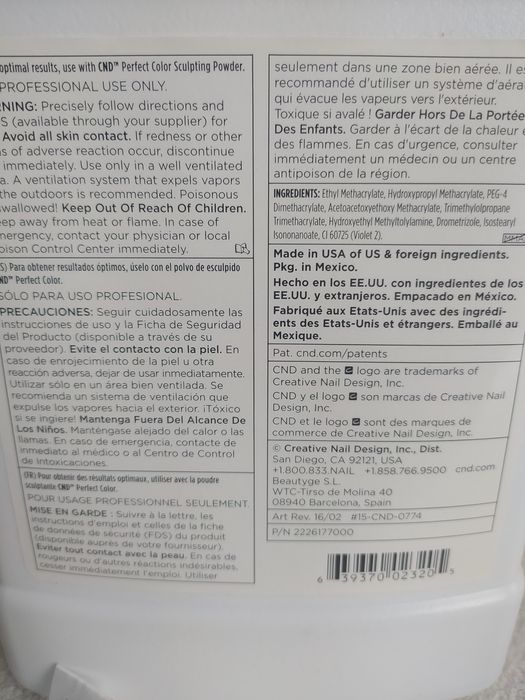 optimal results, use with CND™ Perfect Color Sculpting Powder.
PROFESSIONAL USE ONLY.
NING: Precisely follow directions and
S (available through your supplier) for
Avoid all skin contact. If redness or other
s of adverse reaction occur, discontinue
immediately. Use only in a well ventilated
a. A ventilation system that expels vapors
the outdoors is recommended. Poisonous
wallowed! Keep Out Of Reach Of Children.
ep away from heat or flame. In case of
nergency, contact your physician or local
oison Control Center immediately.
S) Para obtener resultados óptimos, úselo con el polvo de esculpido
ND™ Perfect Color.
SÓLO PARA USO PROFESIONAL.
PRECAUCIONES: Seguir cuidadosamente las
instrucciones de uso y la Ficha de Seguridad
del Producto (disponible a través de su
proveedor). Evite el contacto con la piel. En
caso de enrojecimiento de la piel u otra
reacción adversa, dejar de usar inmediatamente.
Utilizar sólo en un área bien ventilada. Se
recomienda un sistema de ventilación que
expulse los vapores hacia el exterior. ¡Tóxico
si se ingiere! Mantenga Fuera Del Alcance De
Los Niños. Manténgase alejado del calor o las
llamas. En caso de emergencia, contacte de
inmediato al médico o al Centro de Control
de Intoxicaciones.
(FR) Pour obtenir des résultats optimaux, utiliser avec la poudre
sculptante CND™ Perfect Color.
POUR USAGE PROFESSIONNEL SEULEMENT.
MISE EN GARDE : Suivre à la lettre, les
instructions d'emploi et celles de la fiche
de données de sécurité (FDS) du produit
(disponible auprès de votre fournisseur).
Éviter tout contact avec la peau. En cas de
rougeurs ou d'autres réactions indésirables,
cesser immédiatement l'emploi. Utiliser
seulement dans une zone bien aérée. Il es
recommandé d'utiliser un système d'aéra
qui évacue les vapeurs vers l'extérieur.
Toxique si avalé ! Garder Hors De La Portée
Des Enfants. Garder à l'écart de la chaleur e
des flammes. En cas d'urgence, consulter
immédiatement un médecin ou un centre
antipoison de la région.
INGREDIENTS: Ethyl Methacrylate, Hydroxypropyl Methacrylate, PEG-4
Dimethacrylate, Acetoacetoxyethoxy Methacrylate, Trimethylolpropane
Trimethacrylate, Hydroxyethyl Methyltolylamine, Drometrizole, Isostearyl
Isononanoate, CI 60725 (Violet 2).
Made in USA of US & foreign ingredients.
Pkg. in Mexico.
Hecho en los EE.UU. con ingredientes de los
EE.UU. y extranjeros. Empacado en México.
Fabriqué aux Etats-Unis avec des ingrédi-
ents des Etats-Unis et étrangers. Emballé au
Mexique.
Pat. cnd.com/patents
CND and the logo are trademarks of
Creative Nail Design, Inc.
CND y el logo son marcas de Creative Nail
Design, Inc.
CND et le logo sont des marques de
commerce de Creative Nail Design, Inc.
© Creative Nail Design, Inc., Dist.
San Diego, CA 92121, USA
+1.800.833.NAIL +1.858.766.9500 cnd.com
Beautyge S.L.
WTC-Tirso de Molina 40
08940 Barcelona, Spain
Art Rev. 16/02 #15-CND-0774
P/N 2226177000
6 39370 02320 5